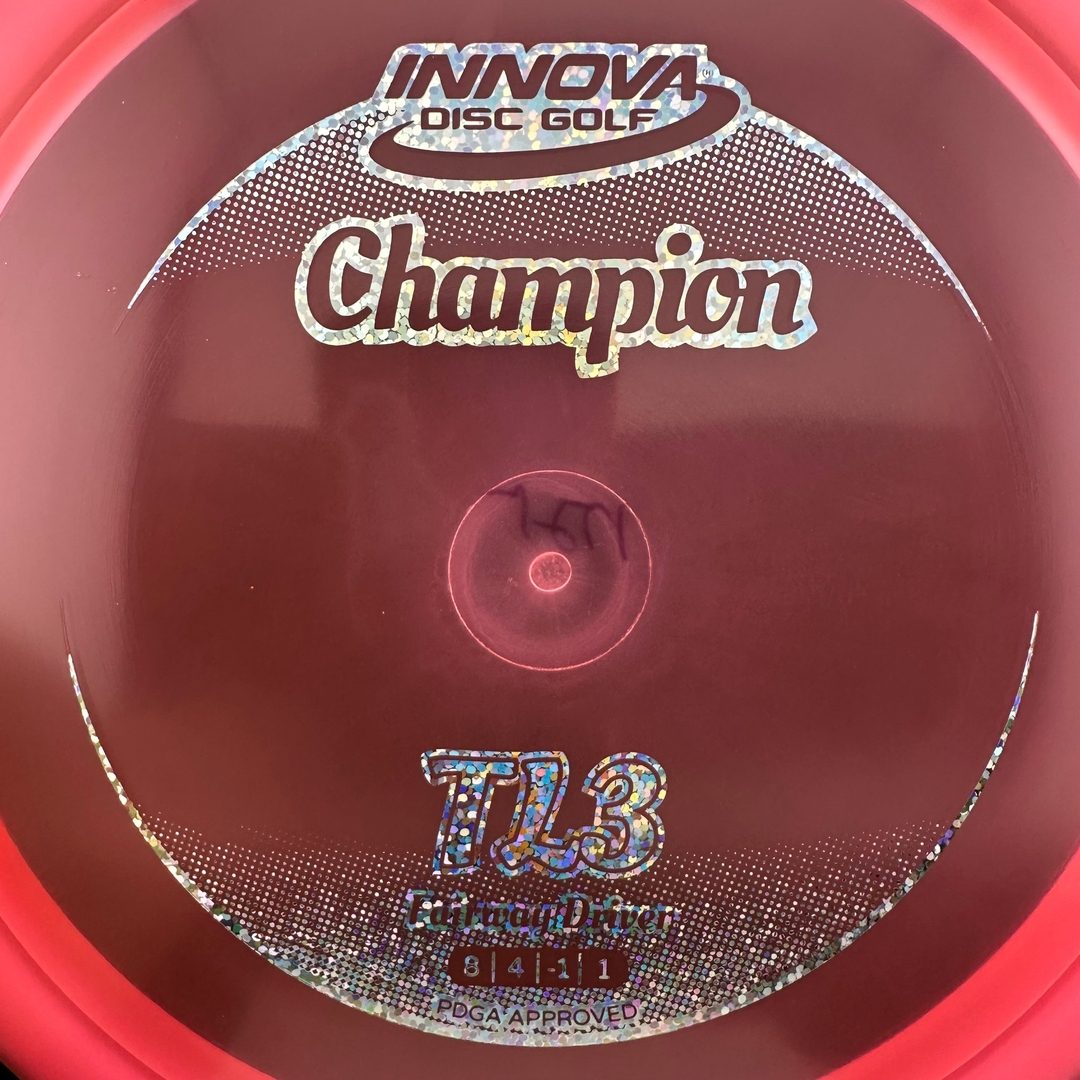 INNOVA®
DISC GOLF
Champion
TL3
Fairway Driver
8 | 4 | -1 | 1
PDGA APPROVED